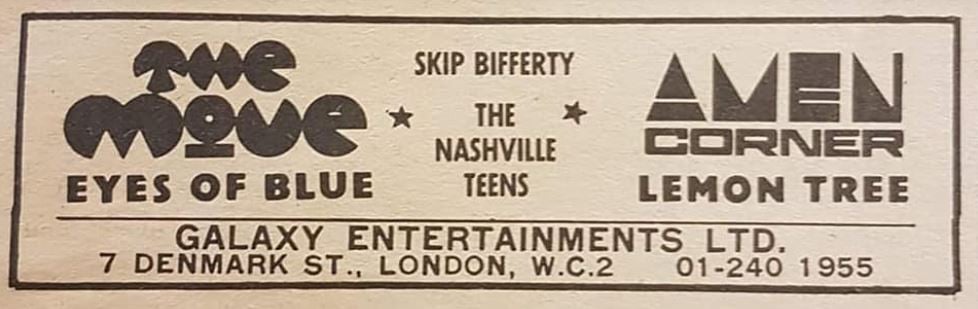 THE
MOVE
EYES OF BLUE
SKIP BIFFERTY
THE
NASHVILLE
TEENS
AMEN
CORNER
LEMON TREE
GALAXY ENTERTAINMENTS LTD.
7 DENMARK ST., LONDON, W.C.2 01-240 1955